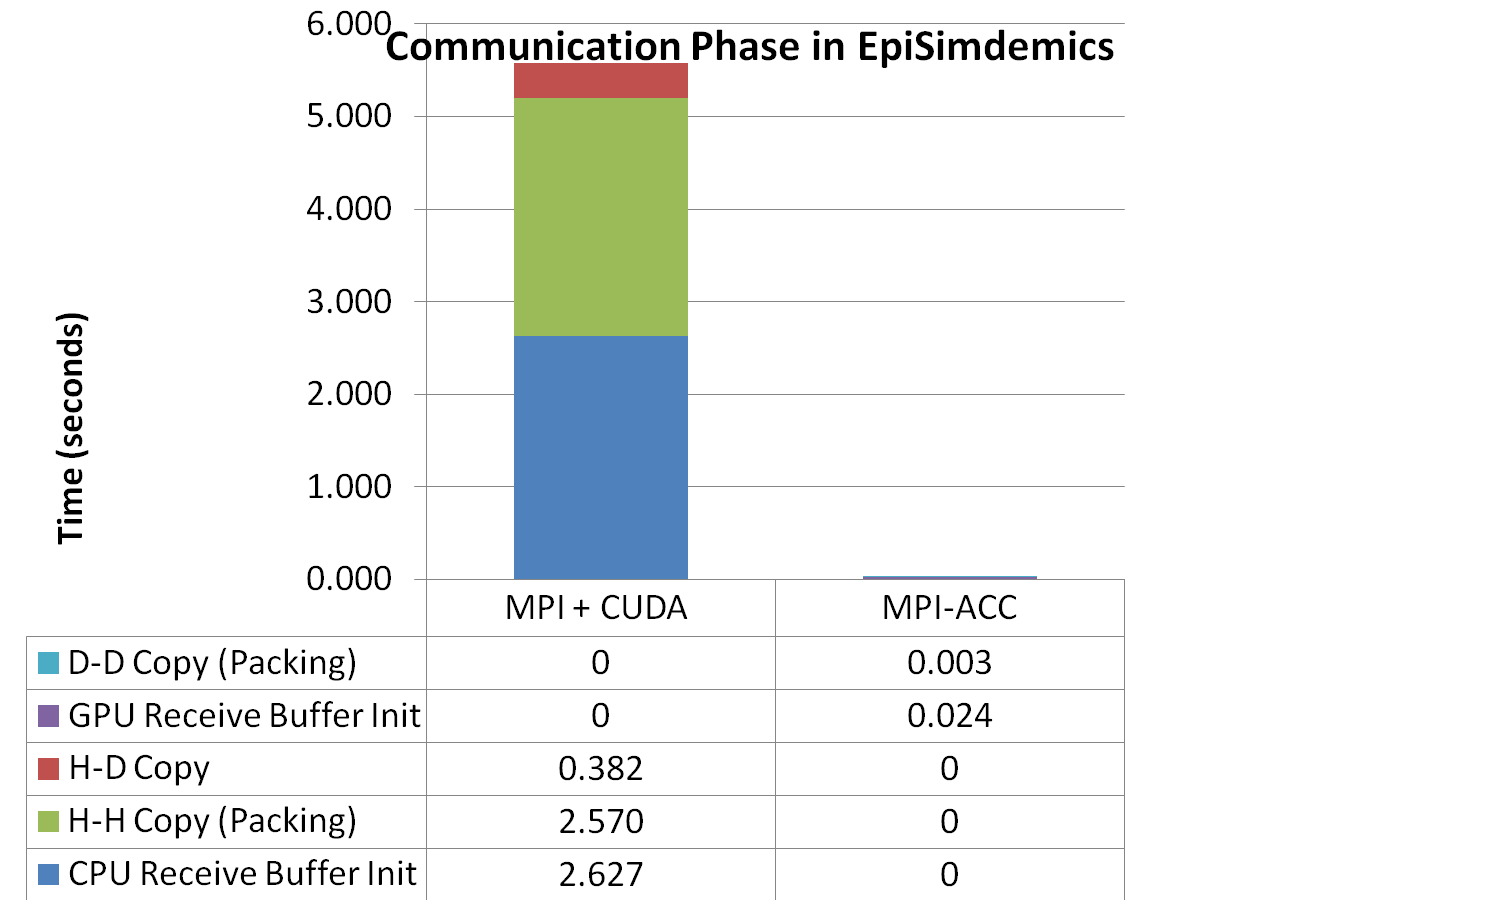 Communication Phase in EpiSimdemics
6.000
5.000
4.000
3.000
2.000
1.000
0.000
Time (seconds)
MPI + CUDA MPI-ACC
D-D Copy (Packing) 0 0.003
GPU Receive Buffer Init 0 0.024
H-D Copy 0.382 0
H-H Copy (Packing) 2.570 0
CPU Receive Buffer Init 2.627 0